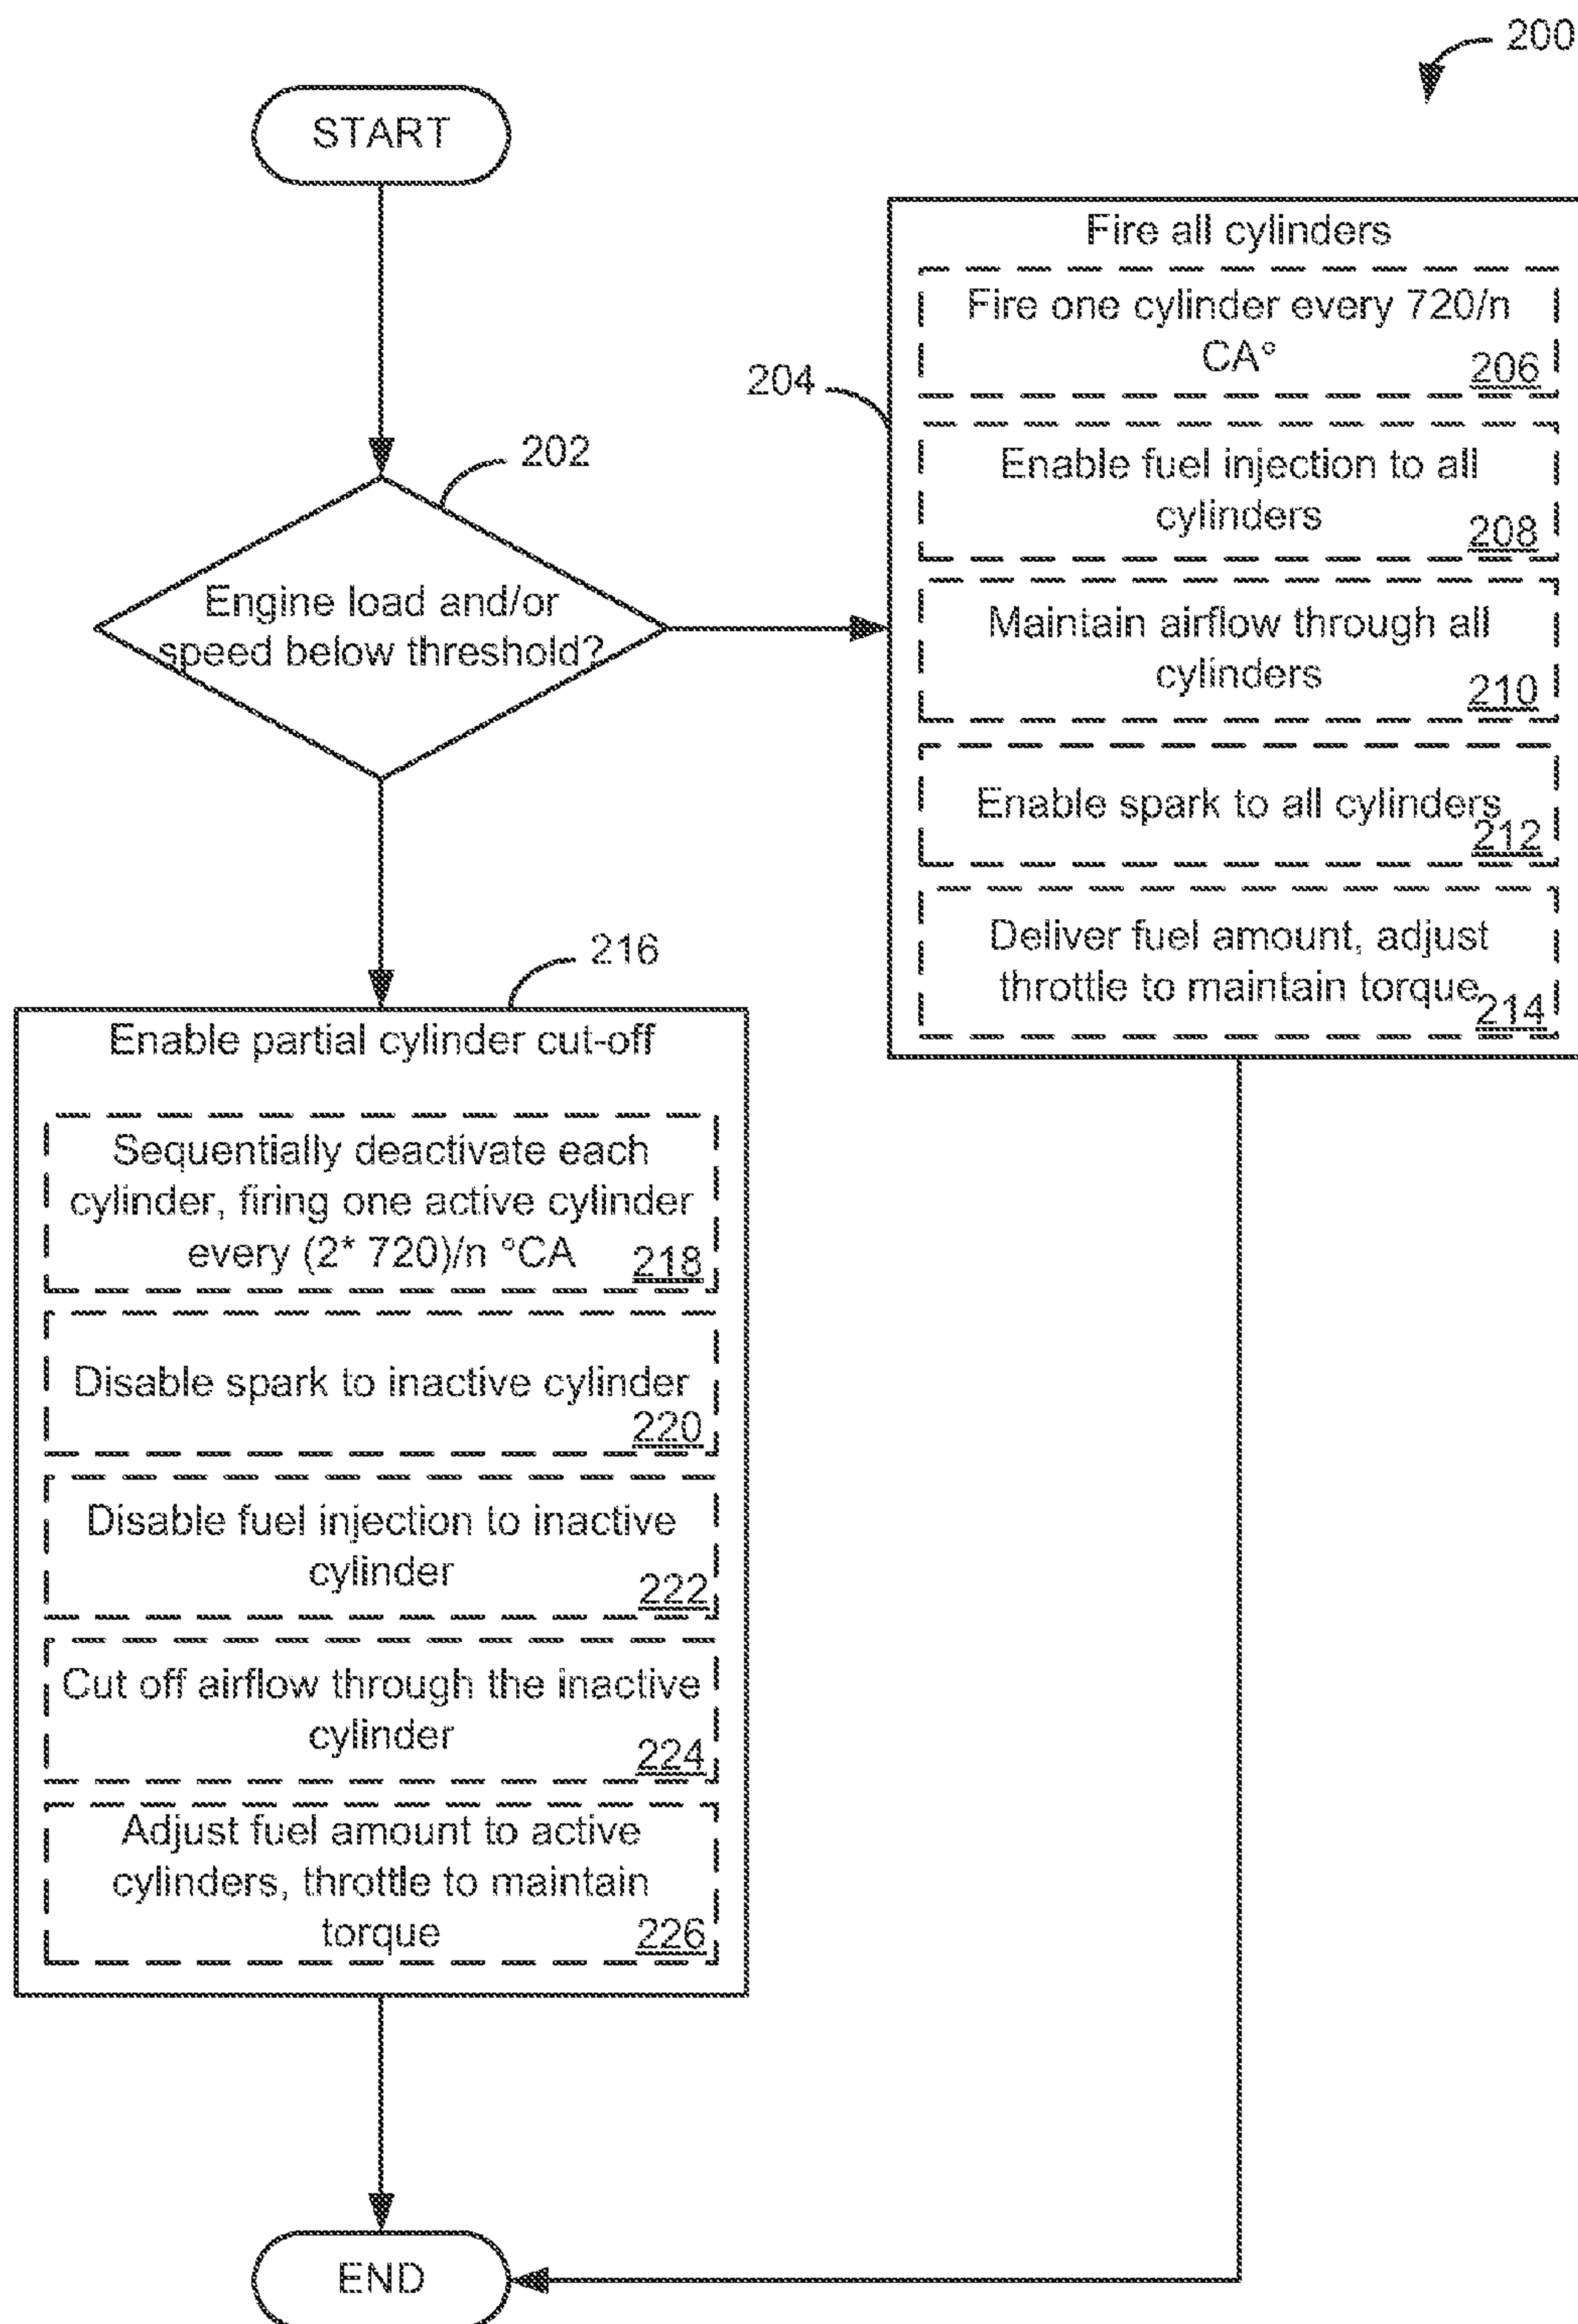 200
START
Fire all cylinders
Fire one cylinder every 720/n
CA°
206
204
Enable fuel injection to all
cylinders
208
202
Engine load and/or
speed below threshold?
Maintain airflow through all
cylinders
210
Enable spark to all cylinders
212
Deliver fuel amount, adjust
throttle to maintain torque
214
216
Enable partial cylinder cut-off
Sequentially deactivate each
cylinder, firing one active cylinder
every (2* 720)/n °CA
218
Disable spark to inactive cylinder
220
Disable fuel injection to inactive
cylinder
222
Cut off airflow through the inactive
cylinder
224
Adjust fuel amount to active
cylinders, throttle to maintain
torque
226
END